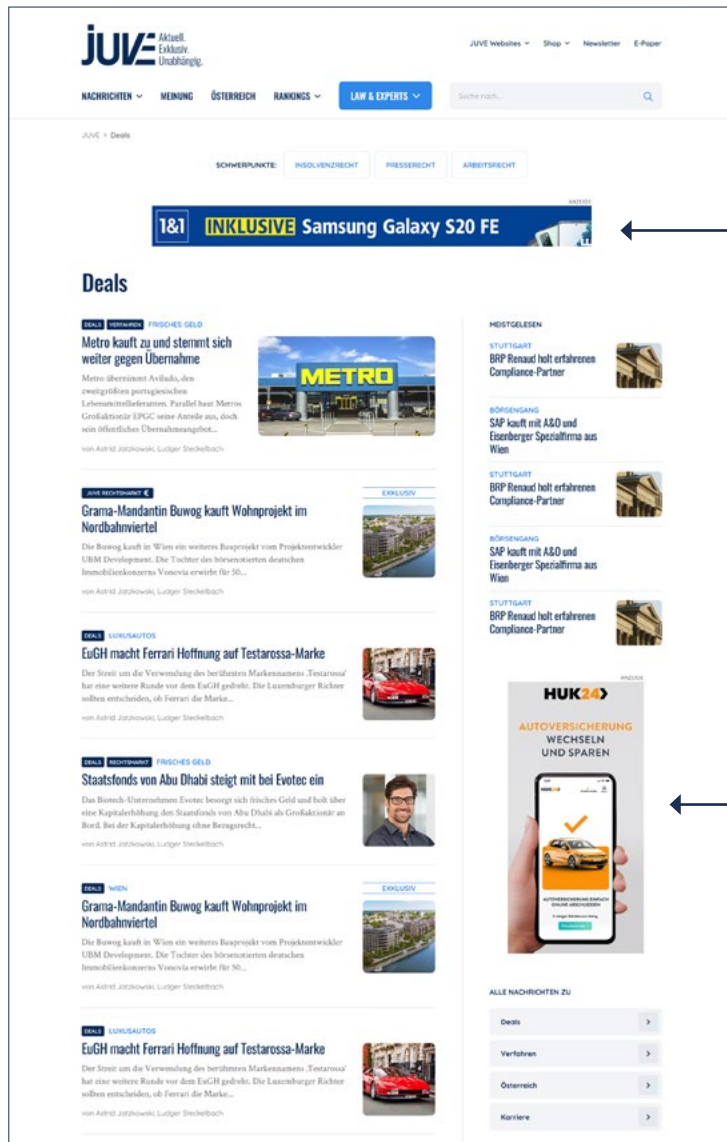 JUVE Aktuell.
Exklusiv.
Unabhängig.
JUVE Websites Shop Newsletter E-Paper
NACHRICHTEN MEINUNG ÖSTERREICH RANKINGS LAW & EXPERTS Suche nach...
JUVE > Deals
SCHWERPUNKTE: INSOLVENZRECHT PRESSERECHT ARBEITSRECHT
ANZEIGE
1&1 INKLUSIVE Samsung Galaxy S20 FE
Deals
DEALS VERFAHREN FRISCHES GELD
Metro kauft zu und stemmt sich
weiter gegen Übernahme
Metro übernimmt Aviludo, den
zweitgrößten portugiesischen
Lebensmittellieferanten. Parallel baut Metros
Großaktionär EPGC seine Anteile aus, doch
sein öffentliches Übernahmeangebot...
von Astrid Jatzkowski, Ludger Steckelbach
METRO
JUVE RECHTSMARKT €
EXKLUSIV
Grama-Mandantin Buwog kauft Wohnprojekt im
Nordbahnviertel
Die Buwog kauft in Wien ein weiteres Bauprojekt vom Projektentwickler
UBM Development. Die Tochter des börsenotierten deutschen
Immobilienkonzerns Vonovia erwirbt für 50...
von Astrid Jatzkowski, Ludger Steckelbach
DEALS LUXUSAUTOS
EuGH macht Ferrari Hoffnung auf Testarossa-Marke
Der Streit um die Verwendung des berühmten Markennamens ‚Testarossa'
hat eine weitere Runde vor dem EuGH gedreht. Die Luxemburger Richter
sollten entscheiden, ob Ferrari die Marke...
von Astrid Jatzkowski, Ludger Steckelbach
DEALS RECHTSMARKT FRISCHES GELD
Staatsfonds von Abu Dhabi steigt mit bei Evotec ein
Das Biotech-Unternehmen Evotec besorgt sich frisches Geld und holt über
eine Kapitalerhöhung den Staatsfonds von Abu Dhabi als Großaktionär an
Bord. Bei der Kapitalerhöhung ohne Bezugsrecht...
von Astrid Jatzkowski, Ludger Steckelbach
DEALS WIEN
EXKLUSIV
Grama-Mandantin Buwog kauft Wohnprojekt im
Nordbahnviertel
Die Buwog kauft in Wien ein weiteres Bauprojekt vom Projektentwickler
UBM Development. Die Tochter des börsenotierten deutschen
Immobilienkonzerns Vonovia erwirbt für 50...
von Astrid Jatzkowski, Ludger Steckelbach
DEALS LUXUSAUTOS
EuGH macht Ferrari Hoffnung auf Testarossa-Marke
Der Streit um die Verwendung des berühmten Markennamens ‚Testarossa'
hat eine weitere Runde vor dem EuGH gedreht. Die Luxemburger Richter
sollten entscheiden, ob Ferrari die Marke...
von Astrid Jatzkowski, Ludger Steckelbach
MEISTGELESEN
STUTTGART
BRP Renaud holt erfahrenen
Compliance-Partner
BÖRSENGANG
SAP kauft mit A&O und
Eisenberger Spezialfirma aus
Wien
STUTTGART
BRP Renaud holt erfahrenen
Compliance-Partner
BÖRSENGANG
SAP kauft mit A&O und
Eisenberger Spezialfirma aus
Wien
STUTTGART
BRP Renaud holt erfahrenen
Compliance-Partner
ANZEIGE
HUK24
AUTOVERSICHERUNG
WECHSELN
UND SPAREN
HUK24
AUTOVERSICHERUNG EINFACH
ONLINE ABSCHLIESSEN
ALLE NACHRICHTEN ZU
Deals
Verfahren
Österreich
Karriere